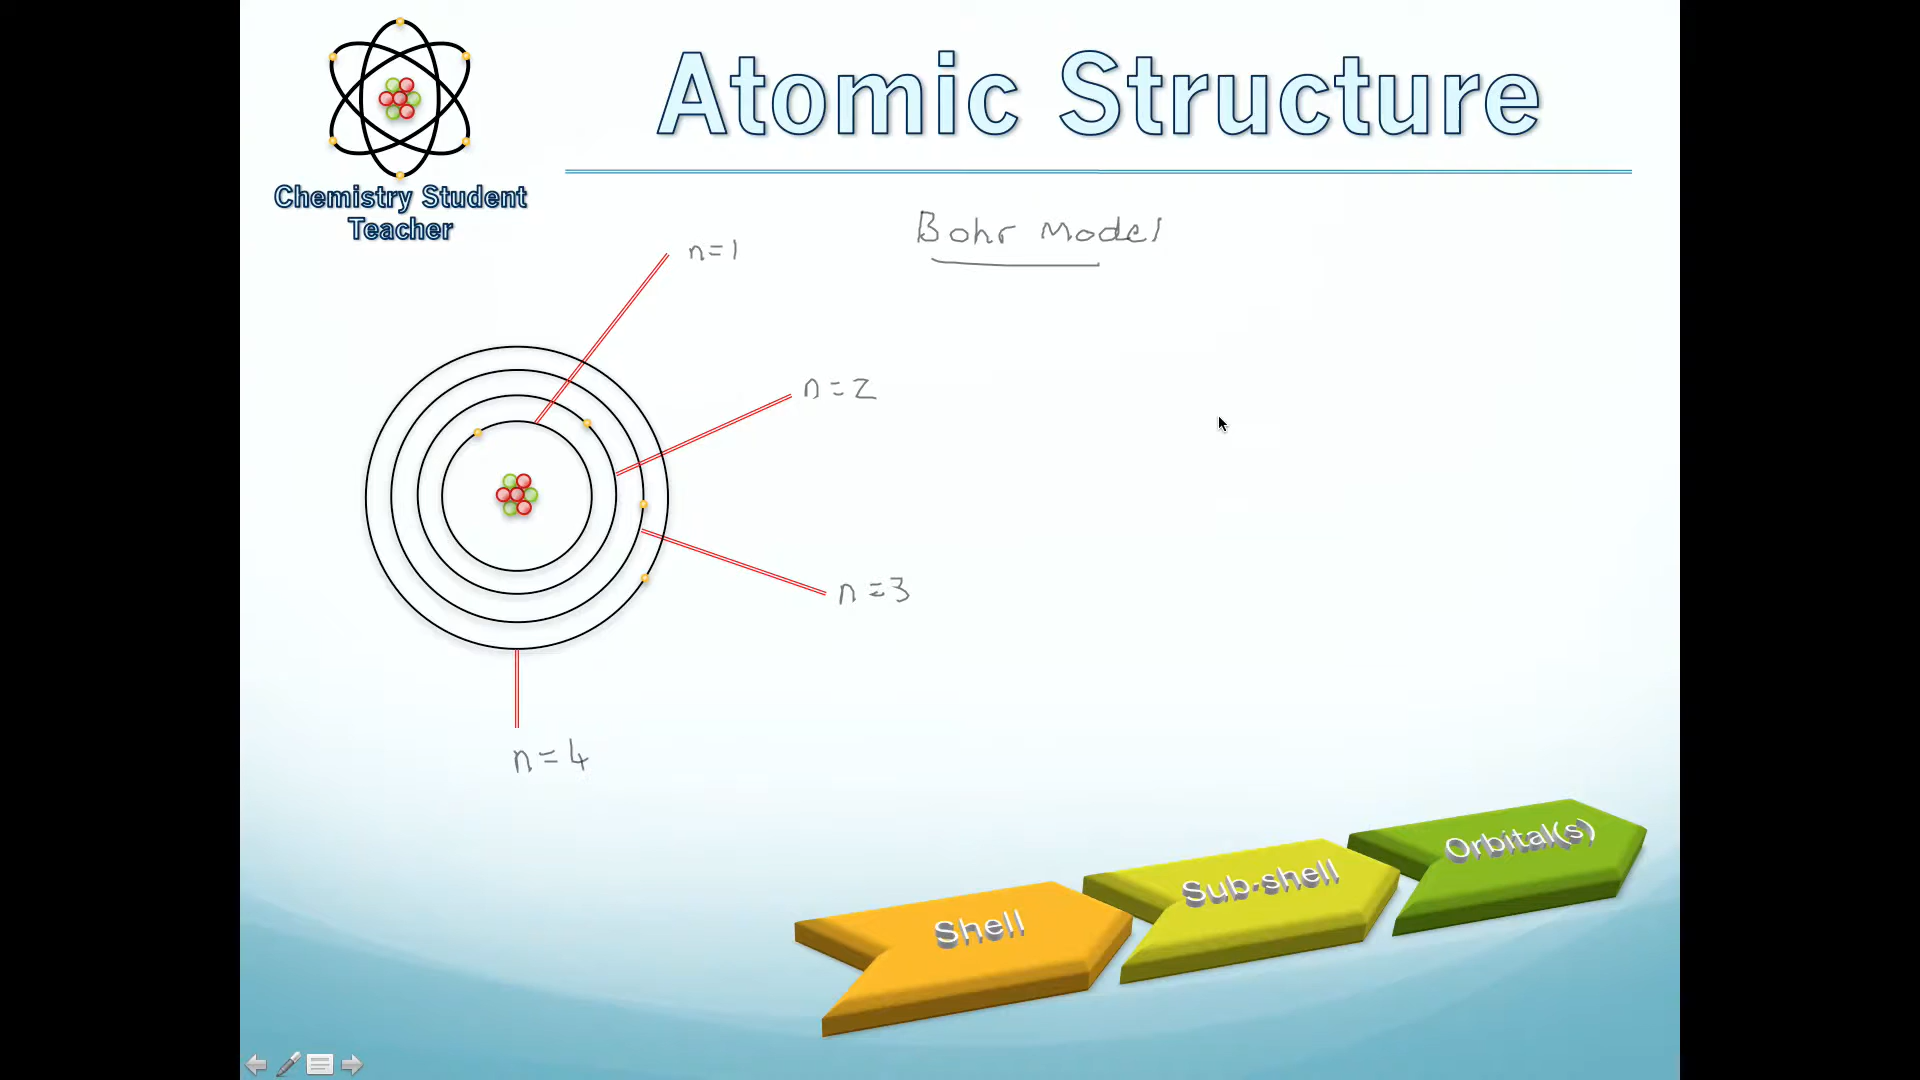 Atomic Structure
Chemistry Student
Teacher
Bohr Model
n=1
n=2
n=3
n=4
Shell
Sub-shell
Orbital(s)